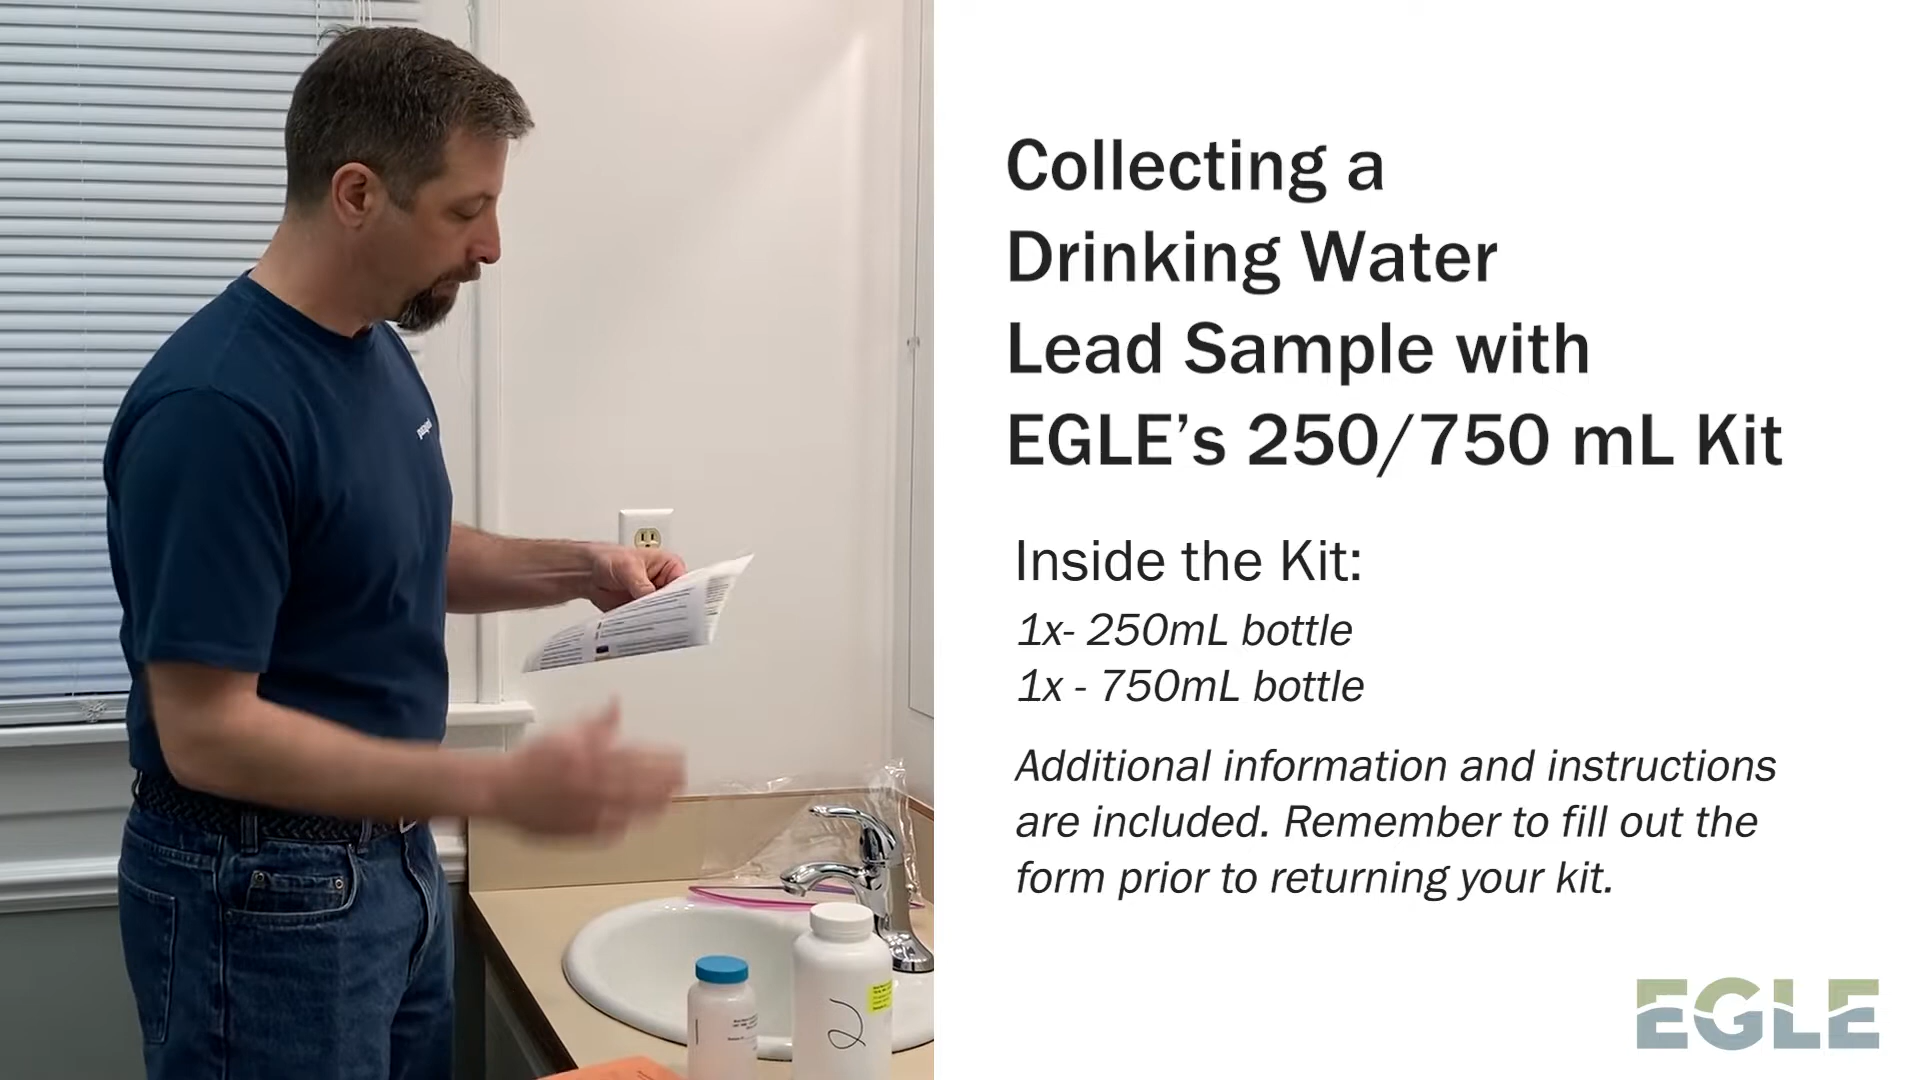 Collecting a
Drinking Water
Lead Sample with
EGLE's 250/750 mL Kit
Inside the Kit:
1x- 250mL bottle
1x - 750mL bottle
Additional information and instructions
are included. Remember to fill out the
form prior to returning your kit.
2
EGLE